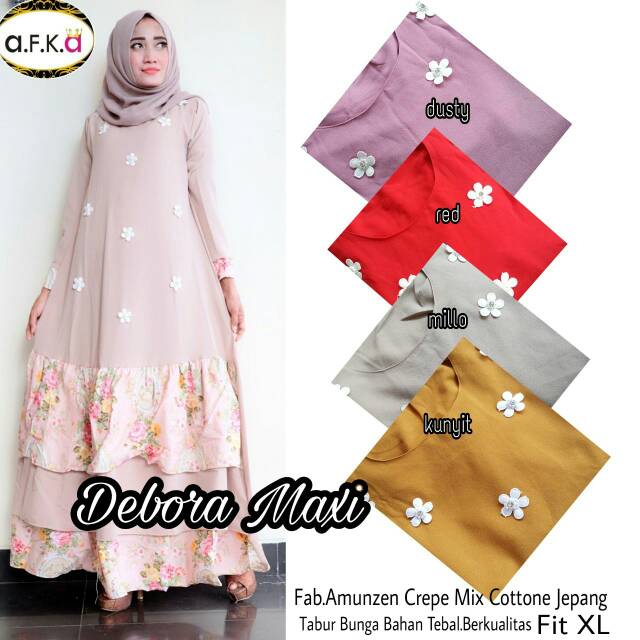 a.F.K.a
dusty
red
millo
kunyit
Debora Maxi
Fab.Amunzen Crepe Mix Cottone Jepang
Tabur Bunga Bahan Tebal.Berkualitas Fit XL